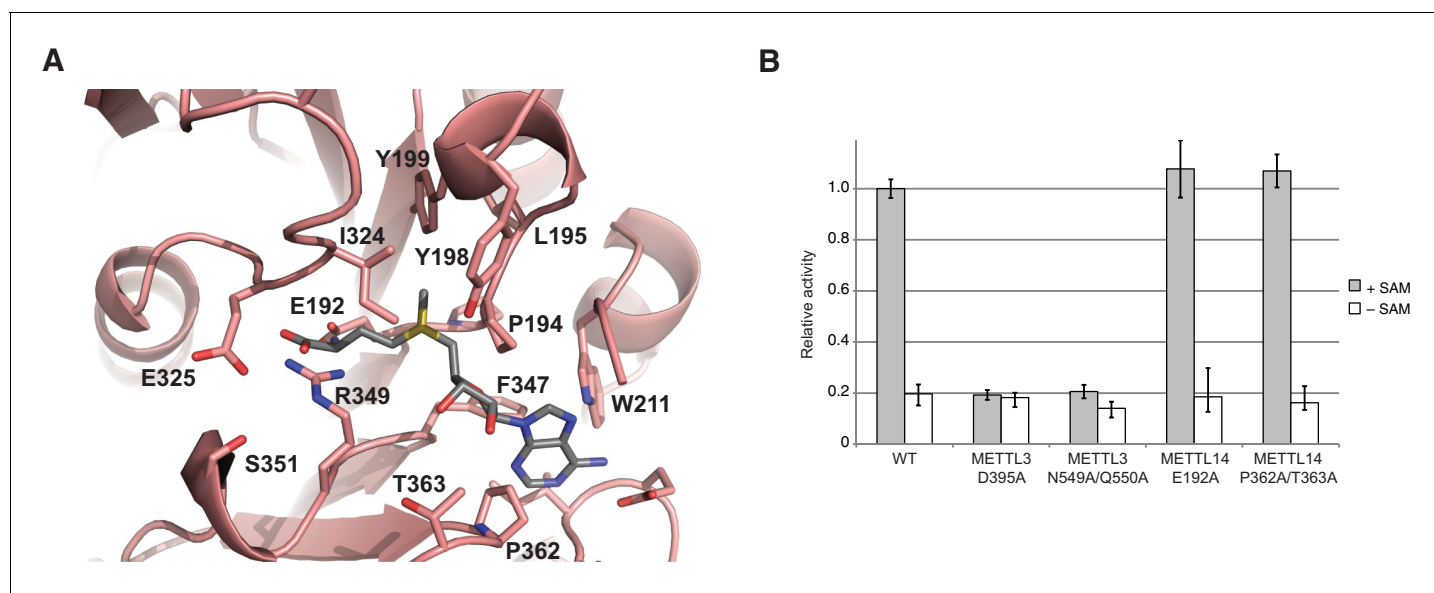 A
Y199
I324
Y198
L195
E192
P194
E325
R349
F347
W211
S351
T363
P362
B
Relative activity
1.0
0.8
0.6
0.4
0.2
0
WT
METTL3
D395A
METTL3
N549A/Q550A
METTL14
E192A
METTL14
P362A/T363A
+ SAM
– SAM